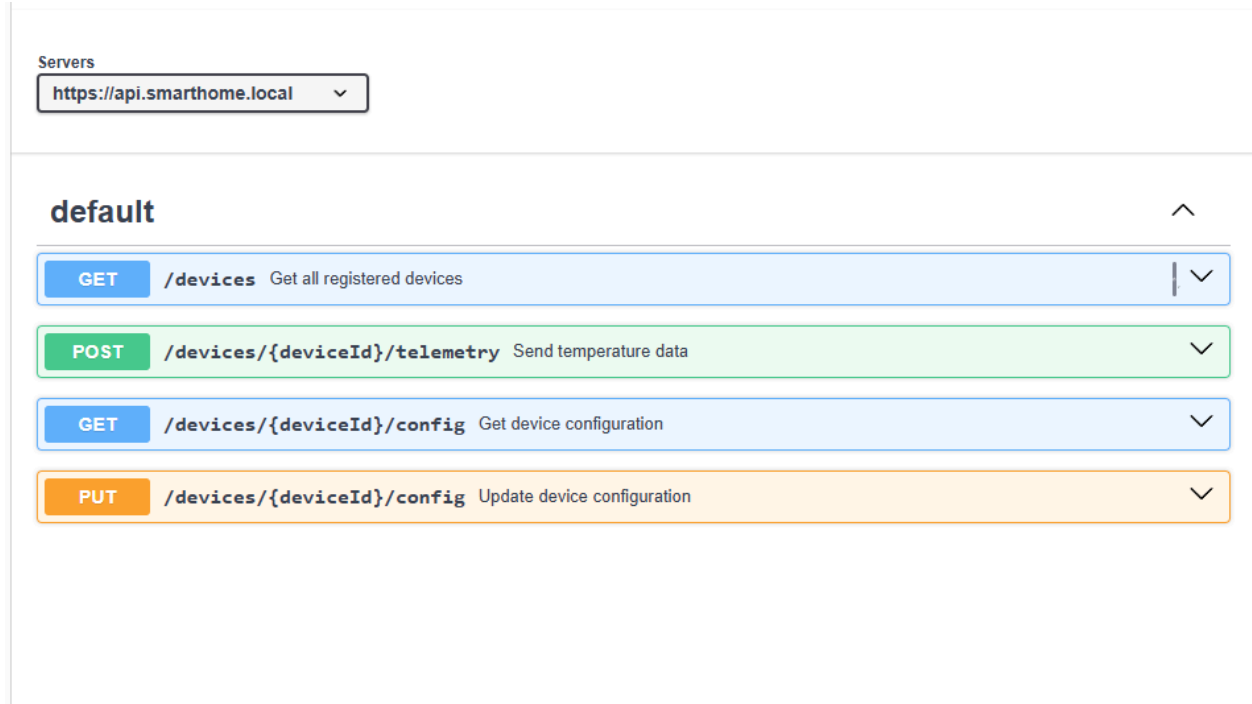 Servers
https://api.smarthome.local
default
GET /devices Get all registered devices
POST /devices/{deviceId}/telemetry Send temperature data
GET /devices/{deviceId}/config Get device configuration
PUT /devices/{deviceId}/config Update device configuration